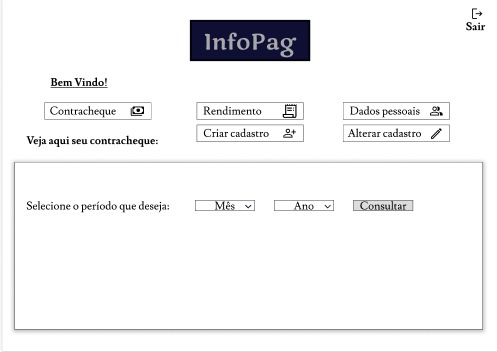 Sair
InfoPag
Bem Vindo!
Contracheque
Rendimento
Dados pessoais
Criar cadastro
Alterar cadastro
Veja aqui seu contracheque:
Selecione o período que deseja:
Mês
Ano
Consultar